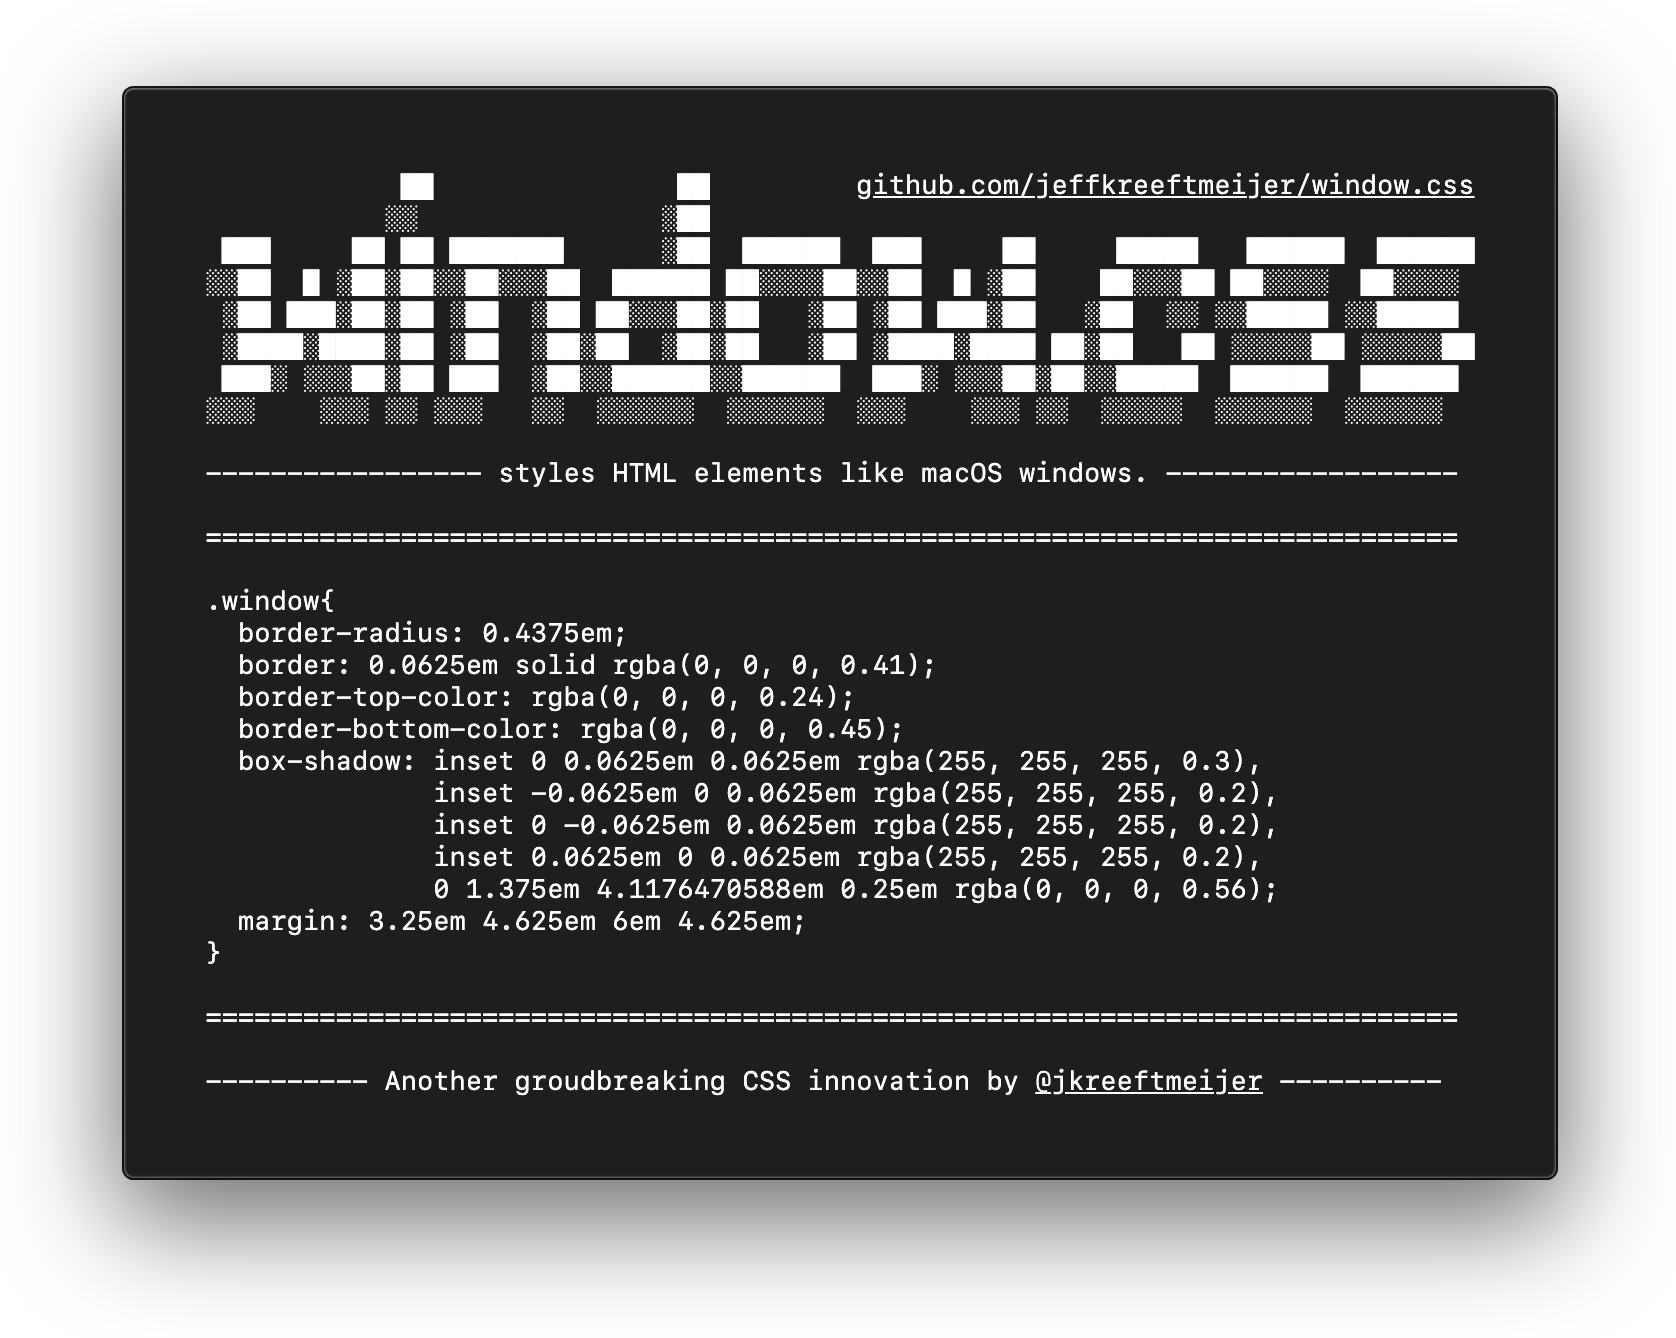 github.com/jeffkreeftmeijer/window.css
window.css
----------------- styles HTML elements like macOS windows. ------------------
=============================================================================
.window{
  border-radius: 0.4375em;
  border: 0.0625em solid rgba(0, 0, 0, 0.41);
  border-top-color: rgba(0, 0, 0, 0.24);
  border-bottom-color: rgba(0, 0, 0, 0.45);
  box-shadow: inset 0 0.0625em 0.0625em rgba(255, 255, 255, 0.3),
              inset -0.0625em 0 0.0625em rgba(255, 255, 255, 0.2),
              inset 0 -0.0625em 0.0625em rgba(255, 255, 255, 0.2),
              inset 0.0625em 0 0.0625em rgba(255, 255, 255, 0.2),
              0 1.375em 4.1176470588em 0.25em rgba(0, 0, 0, 0.56);
  margin: 3.25em 4.625em 6em 4.625em;
}
=============================================================================
---------- Another groudbreaking CSS innovation by @jkreeftmeijer ----------